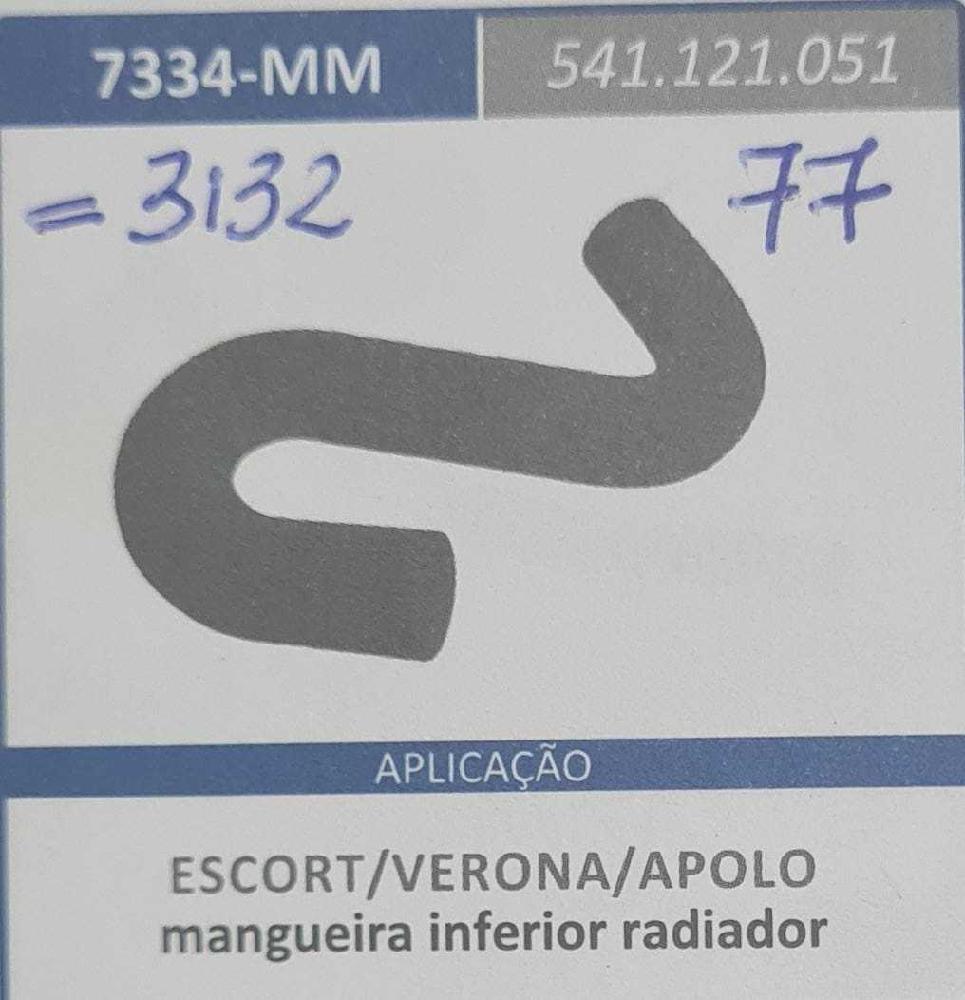 7334-MM 541.121.051
= 3132 77
APLICAÇÃO
ESCORT/VERONA/APOLO
mangueira inferior radiador